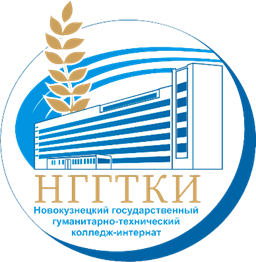 НГГТКИ
Новокузнецкий государственный
гуманитарно-технический
колледж-интернат